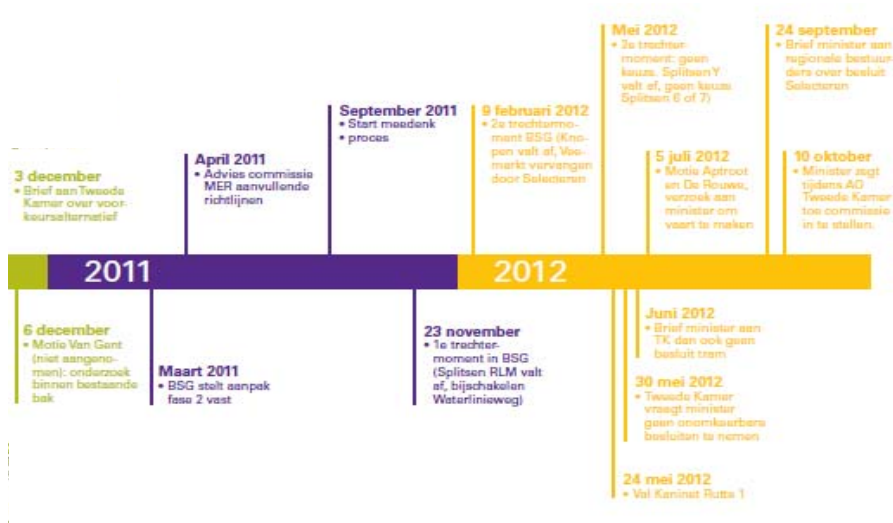 Mei 2012
• 2e trechter-
moment: geen
keuze. Splitsen Y
valt af, geen keuze
Splitsen 6 of 7)
24 september
• Brief minister aan
regionale bestuur-
ders over besluit
Selecteren
September 2011
• Start meedenk
• proces
9 februari 2012
• 2e trechtermo-
ment BSG (Kno-
pen valt af, Vee-
markt vervangen
door Selecteren
April 2011
• Advies commissie
MER aanvullende
richtlijnen
5 juli 2012
• Motie Aptroot
en De Rouwe,
verzoek aan
minister om
vaart te maken
10 oktober
• Minister zegt
tijdens AO
Tweede Kamer
toe commissie
in te stellen.
3 december
• Brief aan Tweede
Kamer over voor-
keursalternatief
2011
2012
6 december
• Motie Van Gent
(niet aangeno-
men): onderzoek
binnen bestaande
bak
Maart 2011
• BSG stelt aanpak
fase 2 vast
23 november
• 1e trechter-
moment in BSG
(Splitsen RLM valt
af, bijschakelen
Waterlinieweg)
Juni 2012
• Brief minister aan
TK dan ook geen
besluit tram
30 mei 2012
• Tweede Kamer
vraagt minister
geen onomkeerbare
besluiten te nemen
24 mei 2012
• Val Kaninet Rutte 1